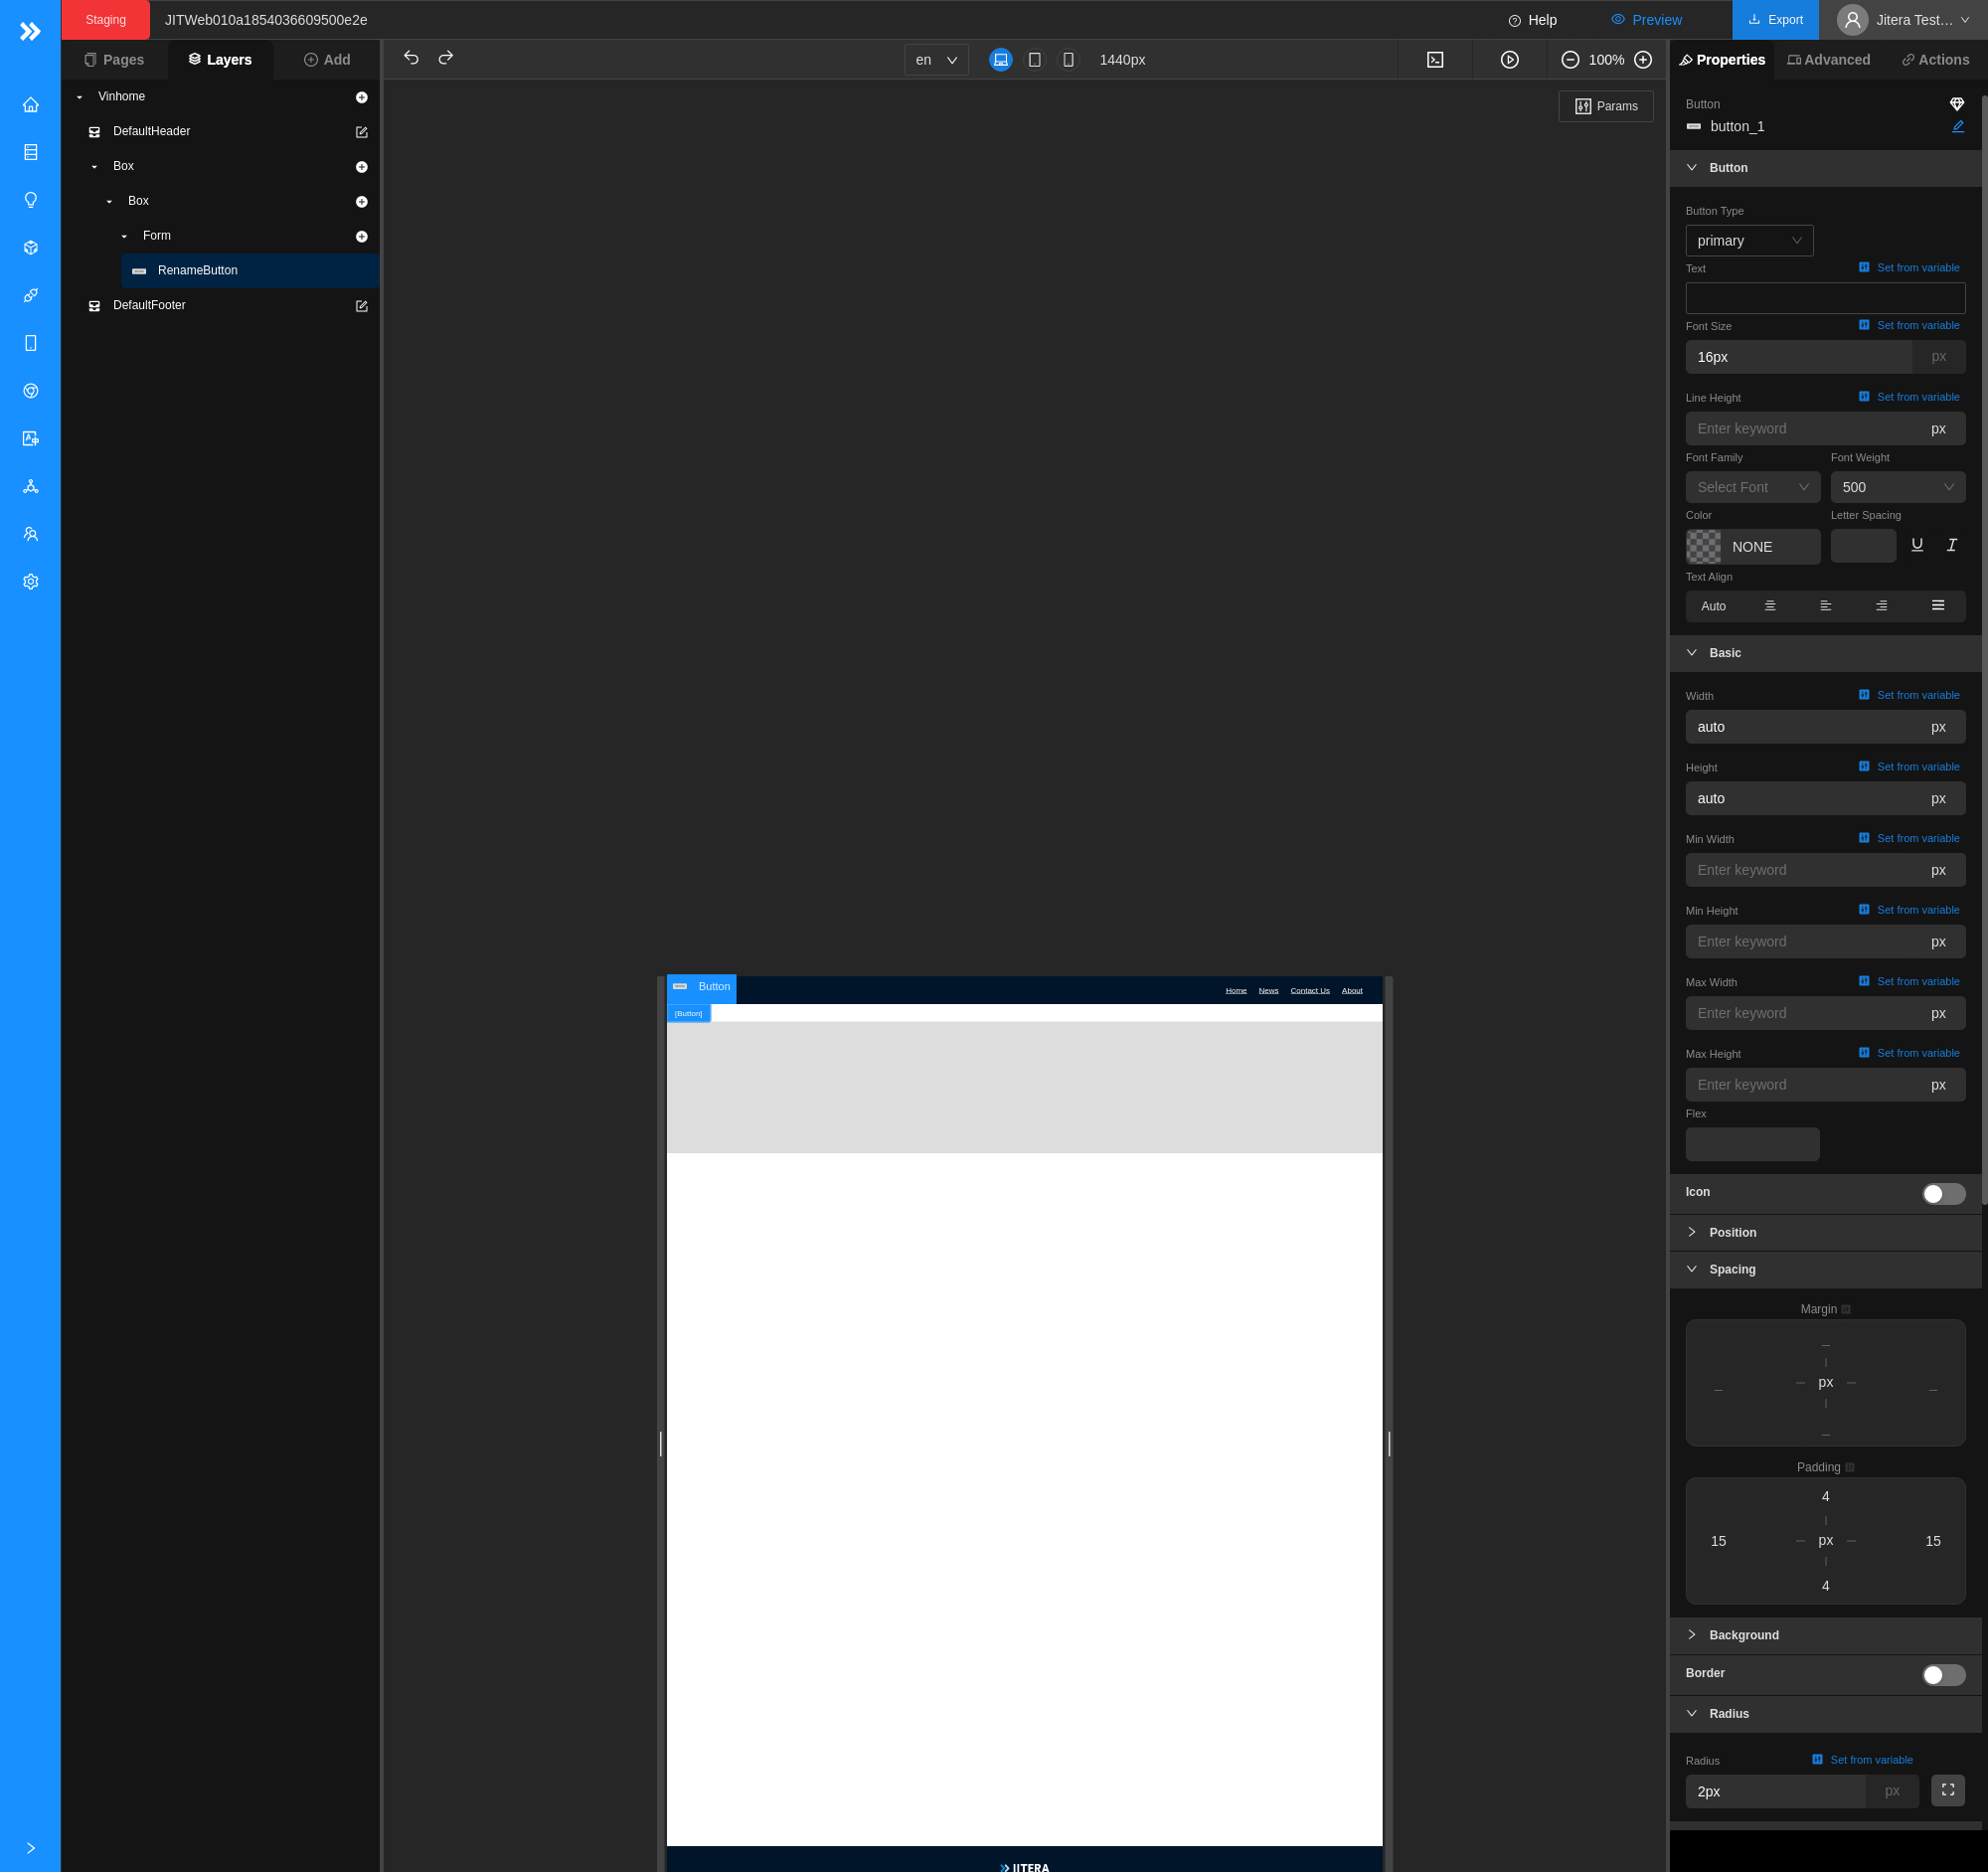 Staging
JITWeb010a1854036609500e2e
Help
Preview
Export
Jitera Test…
Pages
Layers
Add
en
1440px
100%
Properties
Advanced
Actions
Vinhome
DefaultHeader
Box
Box
Form
RenameButton
DefaultFooter
Params
Button
Home
News
Contact Us
About
[Button]
JITERA
Button
button_1
Button
Button Type
primary
Text
Set from variable
Font Size
Set from variable
16px
px
Line Height
Set from variable
Enter keyword
px
Font Family
Font Weight
Select Font
500
Color
Letter Spacing
NONE
Text Align
Auto
Basic
Width
Set from variable
auto
px
Height
Set from variable
auto
px
Min Width
Set from variable
Enter keyword
px
Min Height
Set from variable
Enter keyword
px
Max Width
Set from variable
Enter keyword
px
Max Height
Set from variable
Enter keyword
px
Flex
Icon
Position
Spacing
Margin
–
– px –
–
Padding
4
15 px 15
4
Background
Border
Radius
Radius
Set from variable
2px
px